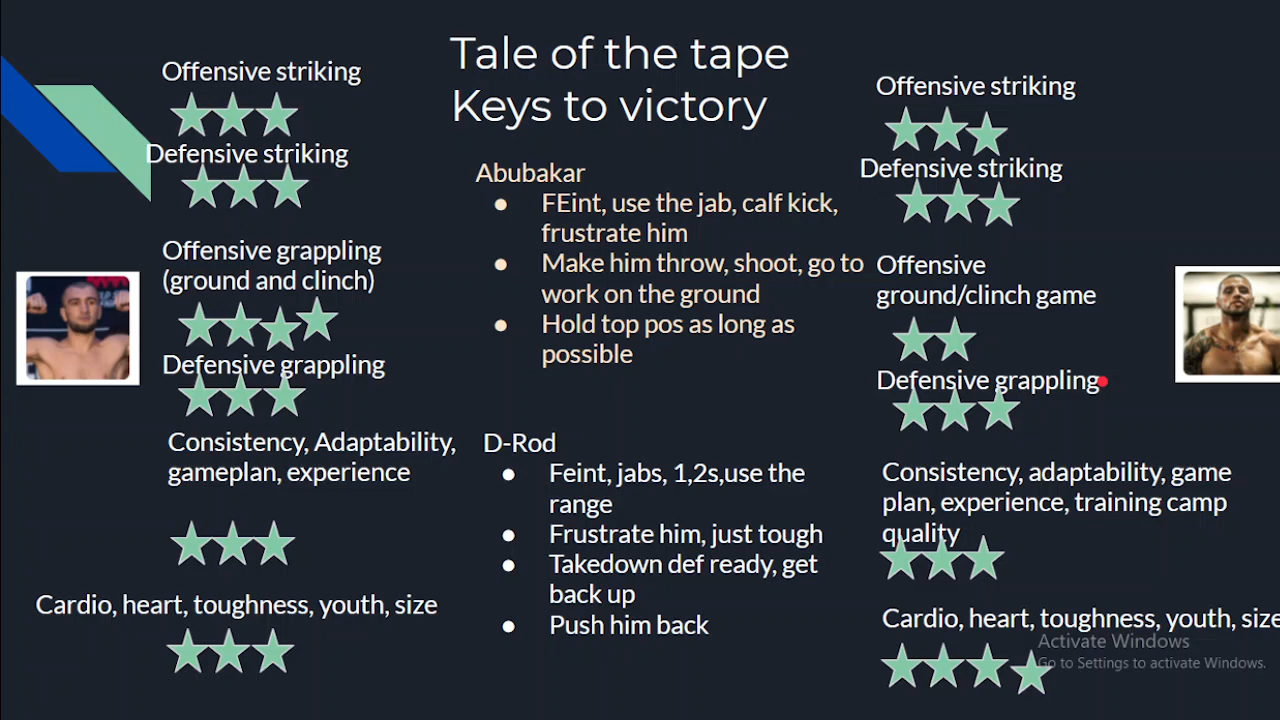 Tale of the tape
Keys to victory
Offensive striking
Defensive striking
Offensive grappling
(ground and clinch)
Defensive grappling
Consistency, Adaptability,
gameplan, experience
Cardio, heart, toughness, youth, size
Abubakar
● FEint, use the jab, calf kick,
frustrate him
● Make him throw, shoot, go to
work on the ground
● Hold top pos as long as
possible
D-Rod
● Feint, jabs, 1,2s,use the
range
● Frustrate him, just tough
● Takedown def ready, get
back up
● Push him back
Offensive striking
Defensive striking
Offensive
ground/clinch game
Defensive grappling
Consistency, adaptability, game
plan, experience, training camp
quality
Cardio, heart, toughness, youth, size
Activate Windows
Go to Settings to activate Windows.